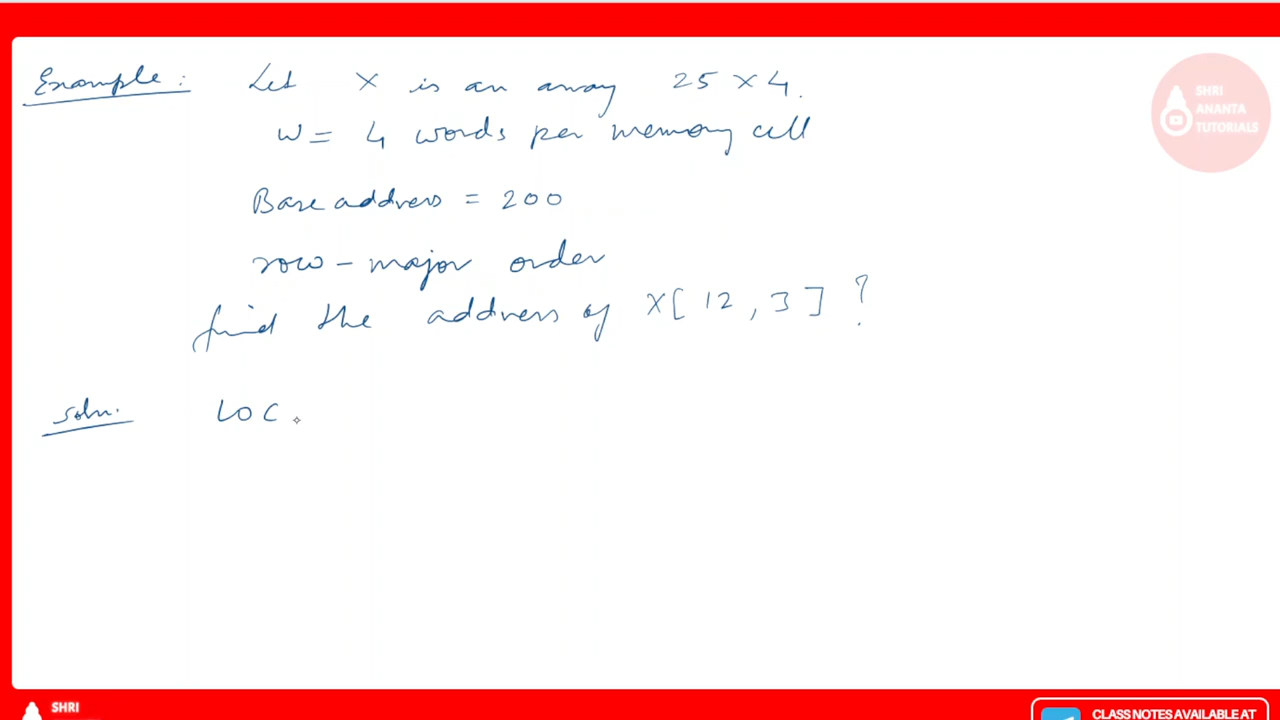 Example: Let X is an array 25 × 4.
W = 4 words per memory cell
Base address = 200
row-major order
find the address of X[12, 3] ?
Soln. LOC
SHRI
ANANTA
TUTORIALS
SHRI
CLASS NOTES AVAILABLE AT